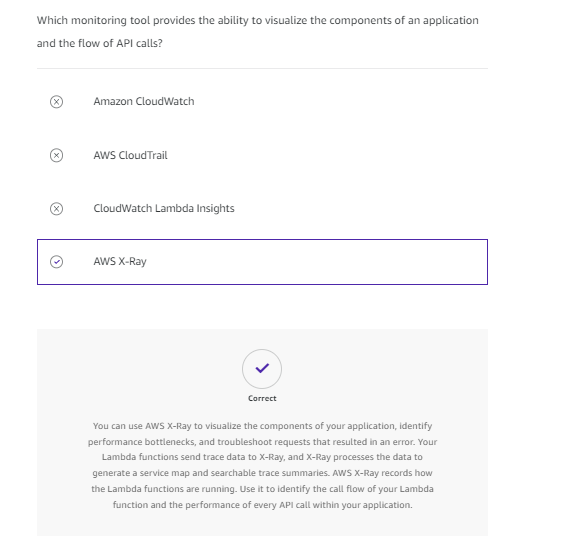 Which monitoring tool provides the ability to visualize the components of an application
and the flow of API calls?
Amazon CloudWatch
AWS CloudTrail
CloudWatch Lambda Insights
AWS X-Ray
Correct
You can use AWS X-Ray to visualize the components of your application, identify
performance bottlenecks, and troubleshoot requests that resulted in an error. Your
Lambda functions send trace data to X-Ray, and X-Ray processes the data to
generate a service map and searchable trace summaries. AWS X-Ray records how
the Lambda functions are running. Use it to identify the call flow of your Lambda
function and the performance of every API call within your application.